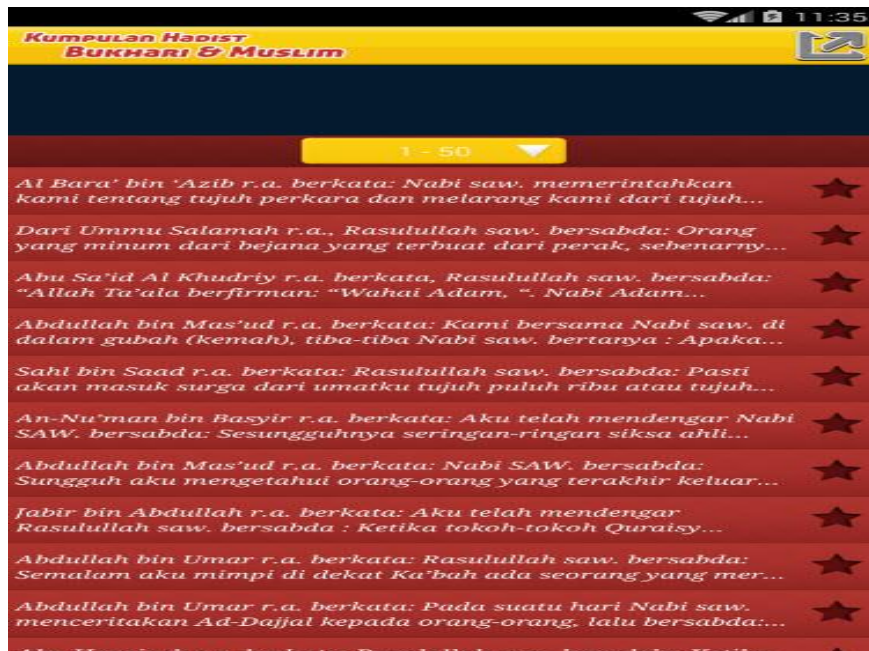 11:35
Kumpulan Hadist
Bukhari & Muslim
1 - 50
Al Bara' bin 'Azib r.a. berkata: Nabi saw. memerintahkan
kami tentang tujuh perkara dan melarang kami dari tujuh...
Dari Ummu Salamah r.a., Rasulullah saw. bersabda: Orang
yang minum dari bejana yang terbuat dari perak, sebenarny...
Abu Sa'id Al Khudriy r.a. berkata, Rasulullah saw. bersabda:
"Allah Ta'ala berfirman: "Wahai Adam, ". Nabi Adam...
Abdullah bin Mas'ud r.a. berkata: Kami bersama Nabi saw. di
dalam gubah (kemah), tiba-tiba Nabi saw. bertanya : Apaka...
Sahl bin Saad r.a. berkata: Rasulullah saw. bersabda: Pasti
akan masuk surga dari umatku tujuh puluh ribu atau tujuh...
An-Nu'man bin Basyir r.a. berkata: Aku telah mendengar Nabi
SAW. bersabda: Sesungguhnya seringan-ringan siksa ahli...
Abdullah bin Mas'ud r.a. berkata: Nabi SAW. bersabda:
Sungguh aku mengetahui orang-orang yang terakhir keluar...
Jabir bin Abdullah r.a. berkata: Aku telah mendengar
Rasulullah saw. bersabda : Ketika tokoh-tokoh Quraisy...
Abdullah bin Umar r.a. berkata: Rasulullah saw. bersabda:
Semalam aku mimpi di dekat Ka'bah ada seorang yang mer...
Abdullah bin Umar r.a. berkata: Pada suatu hari Nabi saw.
menceritakan Ad-Dajjal kepada orang-orang, lalu bersabda:...